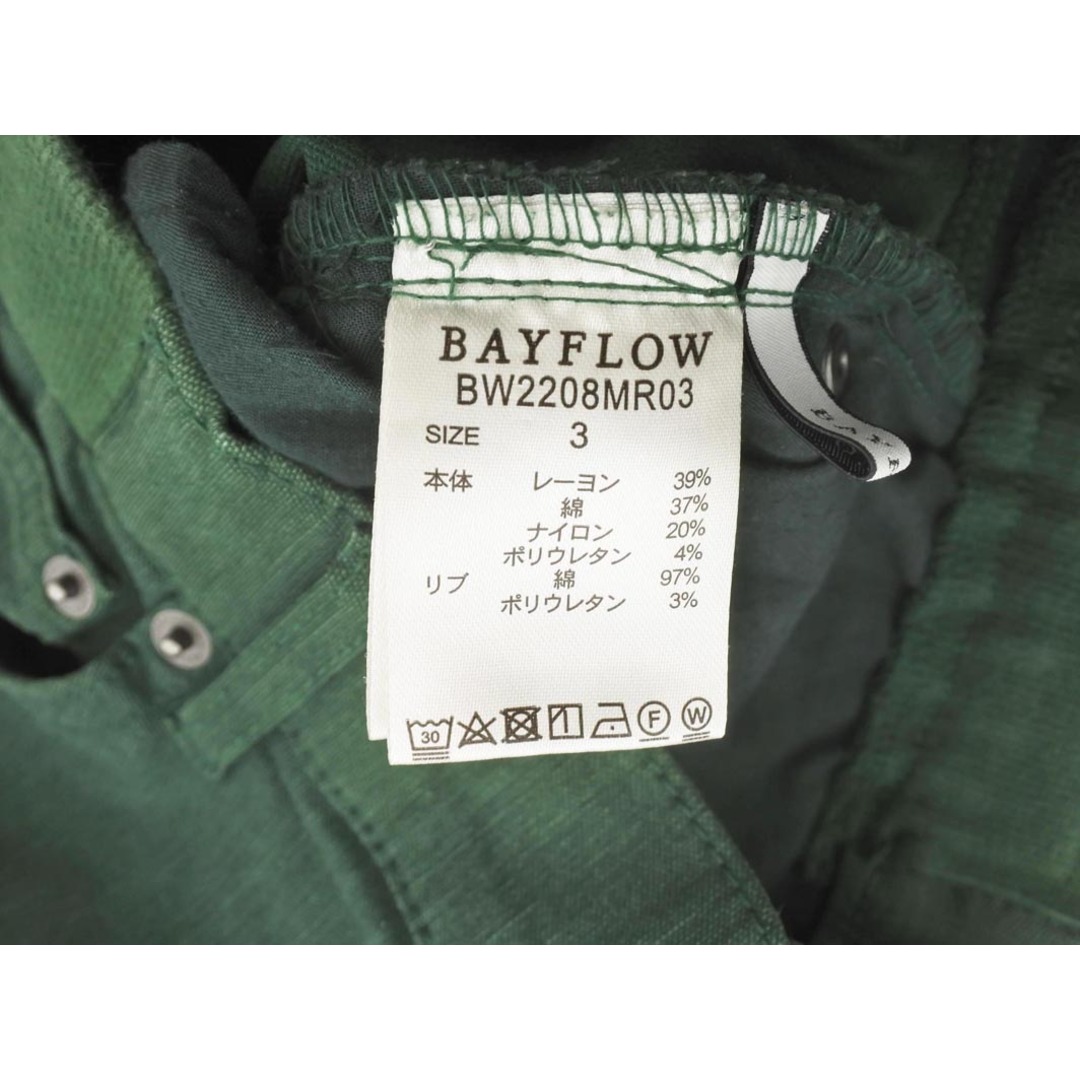 BAYFLOW
BW2208MR03
SIZE 3
本体 レーヨン 39%
綿 37%
ナイロン 20%
ポリウレタン 4%
リブ 綿 97%
ポリウレタン 3%
30 F W